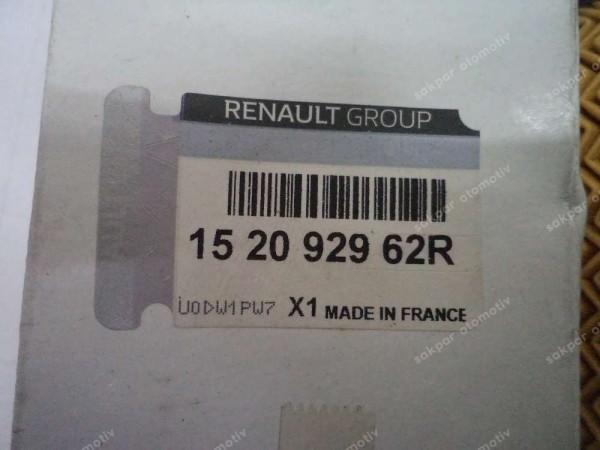 RENAULT GROUP
15 20 929 62R
U0DW1PW7 X1 MADE IN FRANCE
sakpar otomotiv